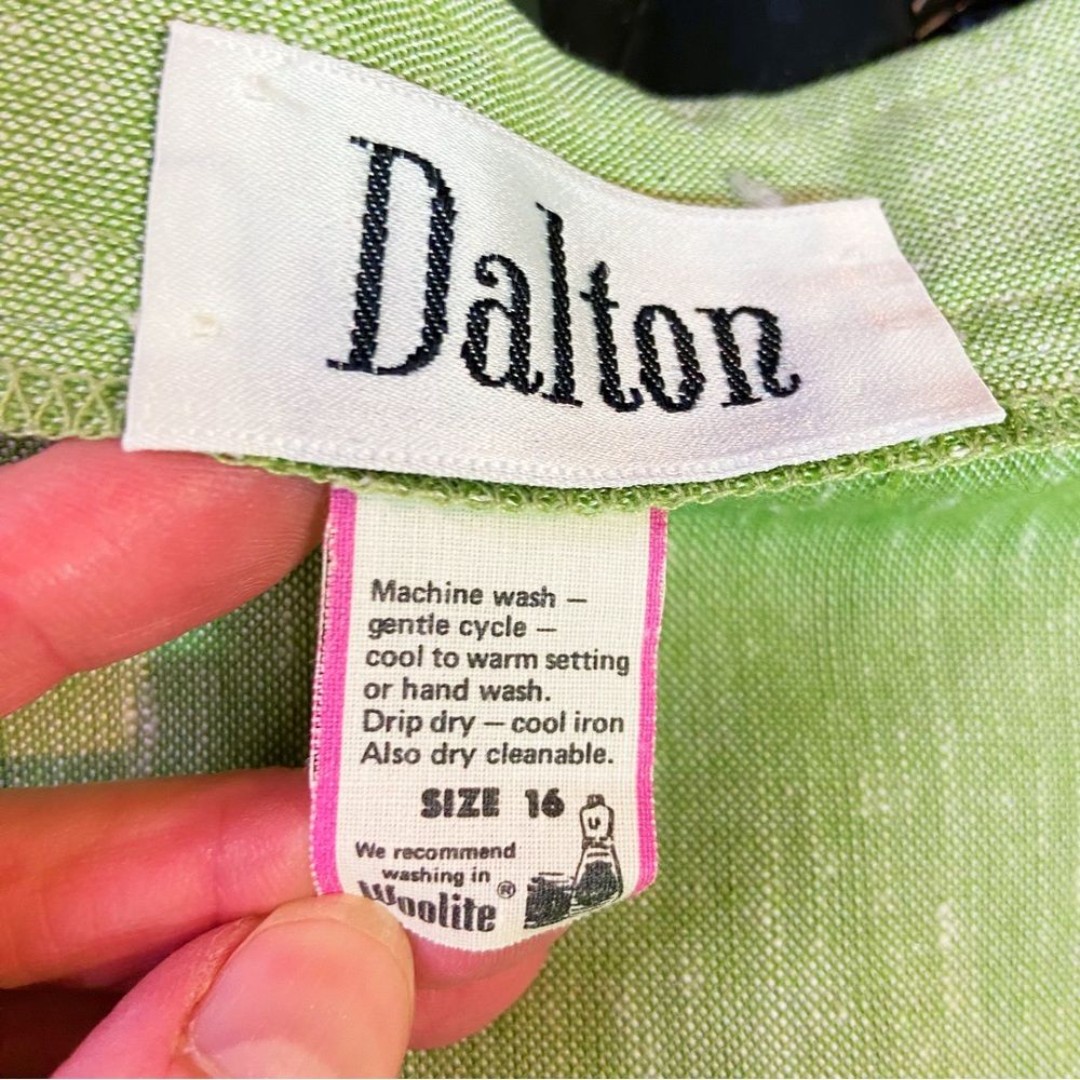 Dalton
Machine wash —
gentle cycle —
cool to warm setting
or hand wash.
Drip dry — cool iron
Also dry cleanable.
SIZE 16
We recommend
washing in
Woolite ®